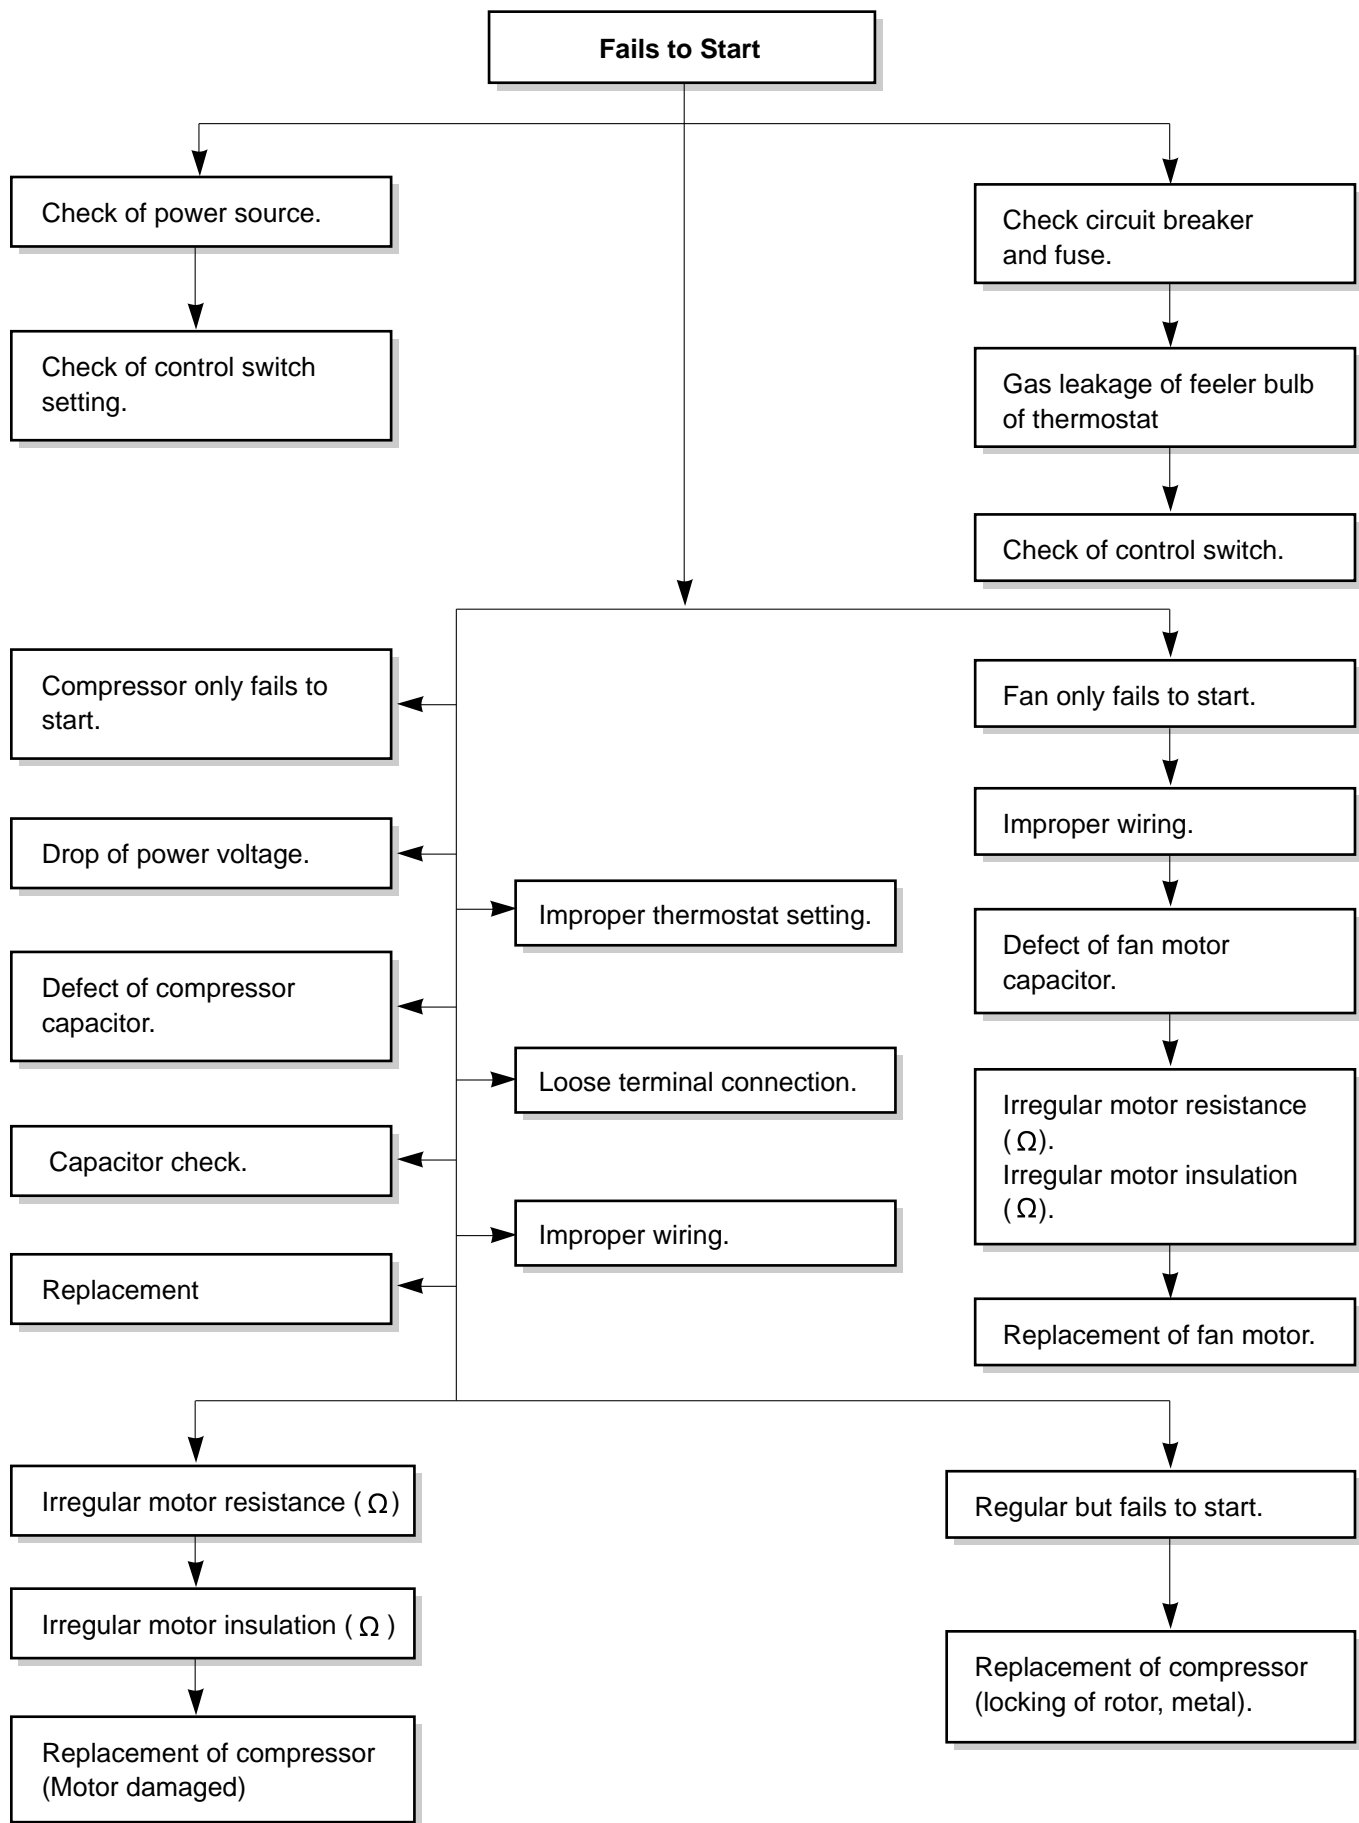 Fails to Start
Check of power source.
Check of control switch
setting.
Check circuit breaker
and fuse.
Gas leakage of feeler bulb
of thermostat
Check of control switch.
Compressor only fails to
start.
Drop of power voltage.
Defect of compressor
capacitor.
Capacitor check.
Replacement
Improper thermostat setting.
Loose terminal connection.
Improper wiring.
Fan only fails to start.
Improper wiring.
Defect of fan motor
capacitor.
Irregular motor resistance
(Ω).
Irregular motor insulation
(Ω).
Replacement of fan motor.
Irregular motor resistance (Ω)
Irregular motor insulation (Ω )
Replacement of compressor
(Motor damaged)
Regular but fails to start.
Replacement of compressor
(locking of rotor, metal).